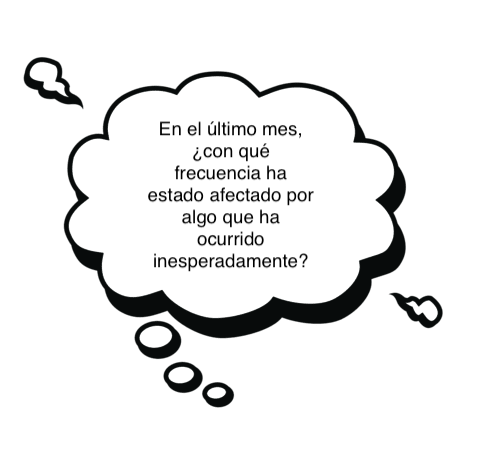 En el último mes,
¿con qué
frecuencia ha
estado afectado por
algo que ha
ocurrido
inesperadamente?